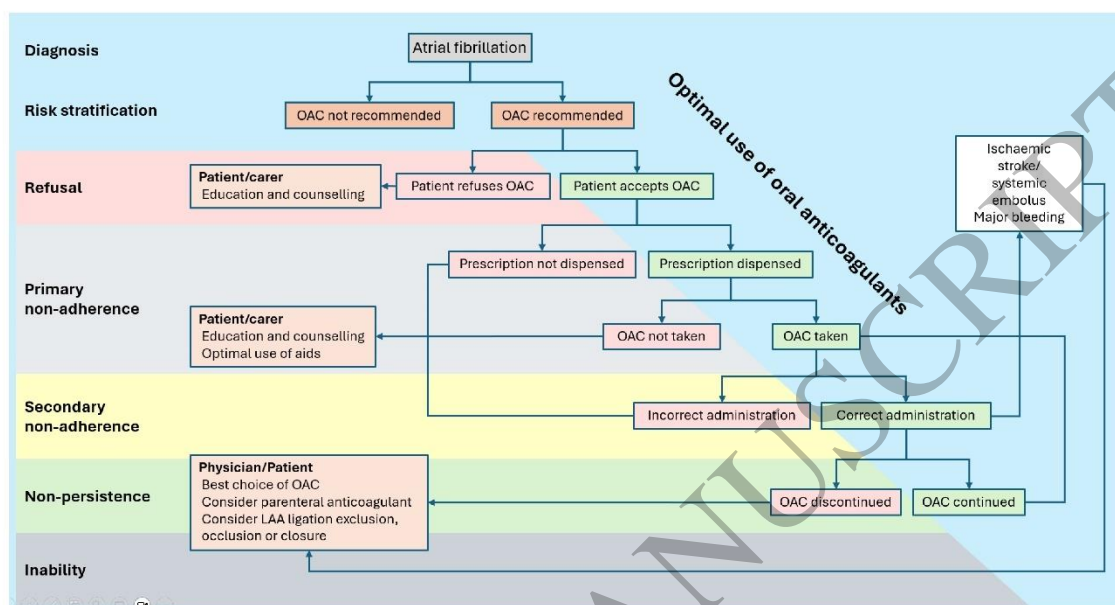 Diagnosis
Atrial fibrillation
Risk stratification
OAC not recommended
OAC recommended
Optimal use of oral anticoagulants
Ischaemic
stroke/
systemic
embolus
Major bleeding
Refusal
Patient/carer
Education and counselling
Patient refuses OAC
Patient accepts OAC
Primary
non-adherence
Prescription not dispensed
Prescription dispensed
Patient/carer
Education and counselling
Optimal use of aids
OAC not taken
OAC taken
Secondary
non-adherence
Incorrect administration
Correct administration
Non-persistence
Physician/Patient
Best choice of OAC
Consider parenteral anticoagulant
Consider LAA ligation exclusion,
occlusion or closure
OAC discontinued
OAC continued
Inability
ANUSCRIPT